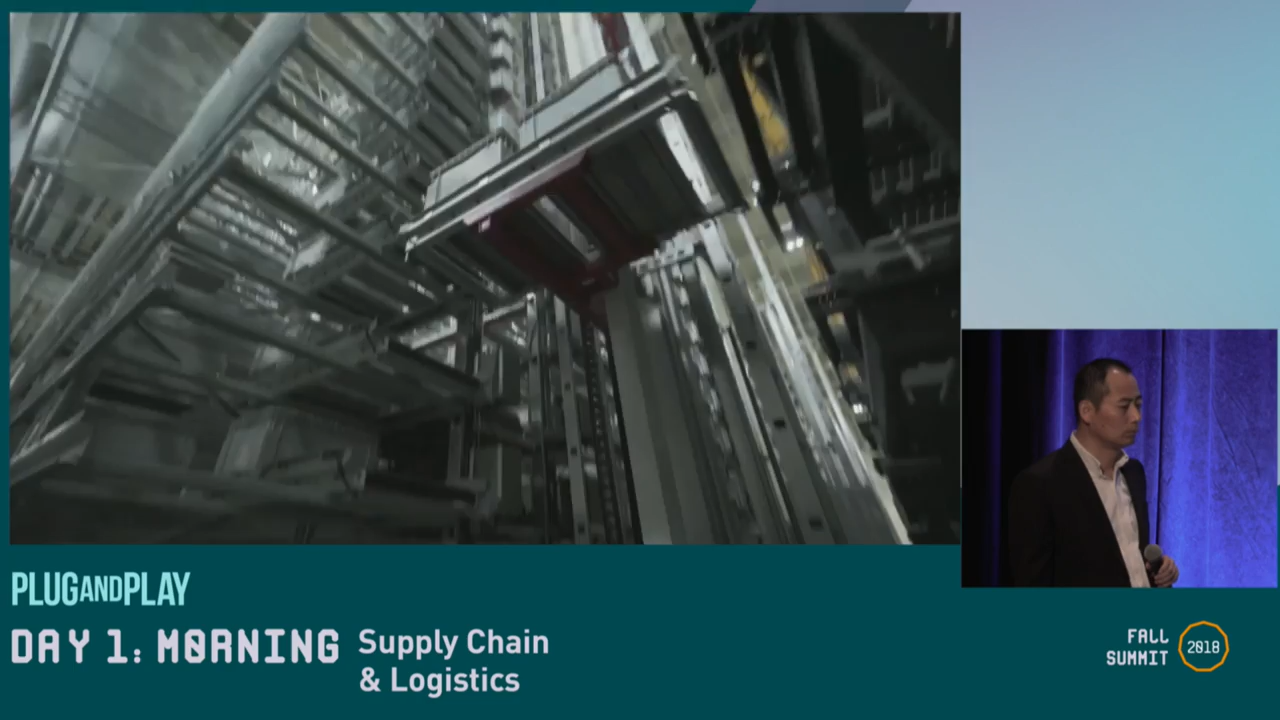 PLUGANDPLAY
DAY 1: MORNING
Supply Chain
& Logistics
FALL
SUMMIT
2018